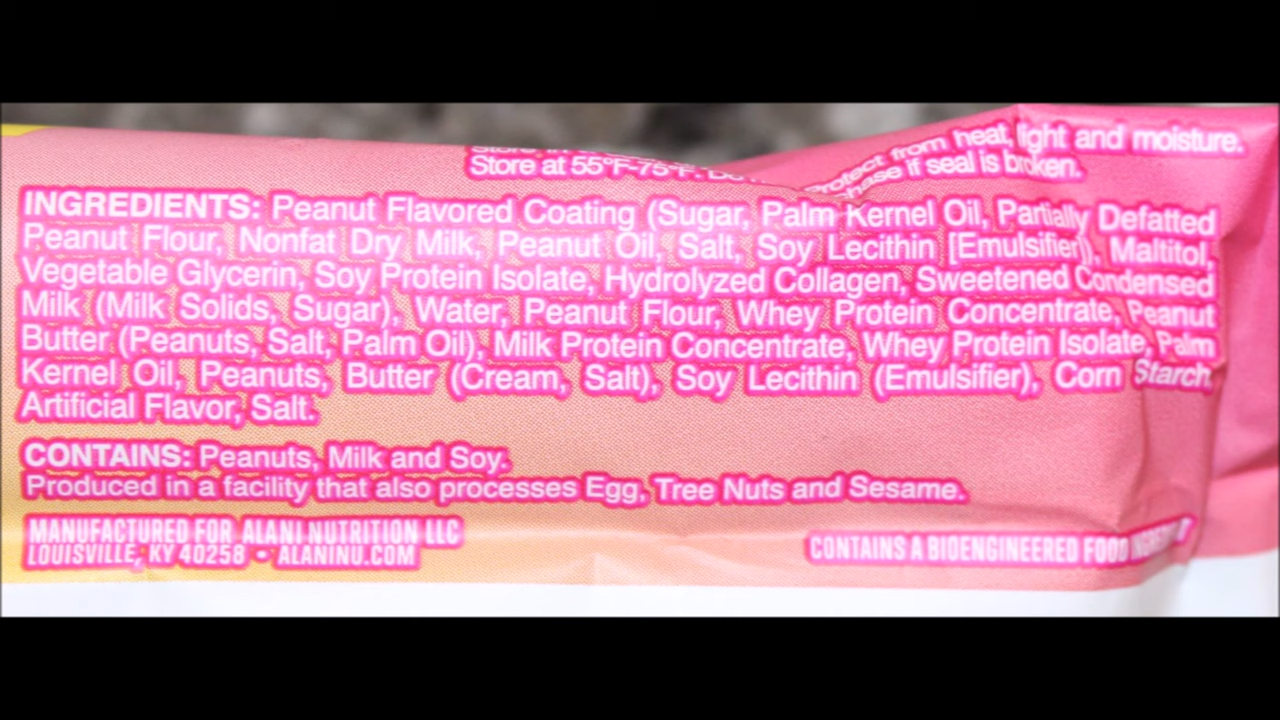 Store at 55°F-75°F. Protect from heat, light and moisture.
if seal is broken.
INGREDIENTS: Peanut Flavored Coating (Sugar, Palm Kernel Oil, Partially Defatted
Peanut Flour, Nonfat Dry Milk, Peanut Oil, Salt, Soy Lecithin [Emulsifier]), Maltitol,
Vegetable Glycerin, Soy Protein Isolate, Hydrolyzed Collagen, Sweetened Condensed
Milk (Milk Solids, Sugar), Water, Peanut Flour, Whey Protein Concentrate, Peanut
Butter (Peanuts, Salt, Palm Oil), Milk Protein Concentrate, Whey Protein Isolate, Palm
Kernel Oil, Peanuts, Butter (Cream, Salt), Soy Lecithin (Emulsifier), Corn Starch,
Artificial Flavor, Salt.
CONTAINS: Peanuts, Milk and Soy.
Produced in a facility that also processes Egg, Tree Nuts and Sesame.
MANUFACTURED FOR ALANI NUTRITION LLC
LOUISVILLE, KY 40258 • ALANINU.COM
CONTAINS A BIOENGINEERED FOOD INGREDIENT